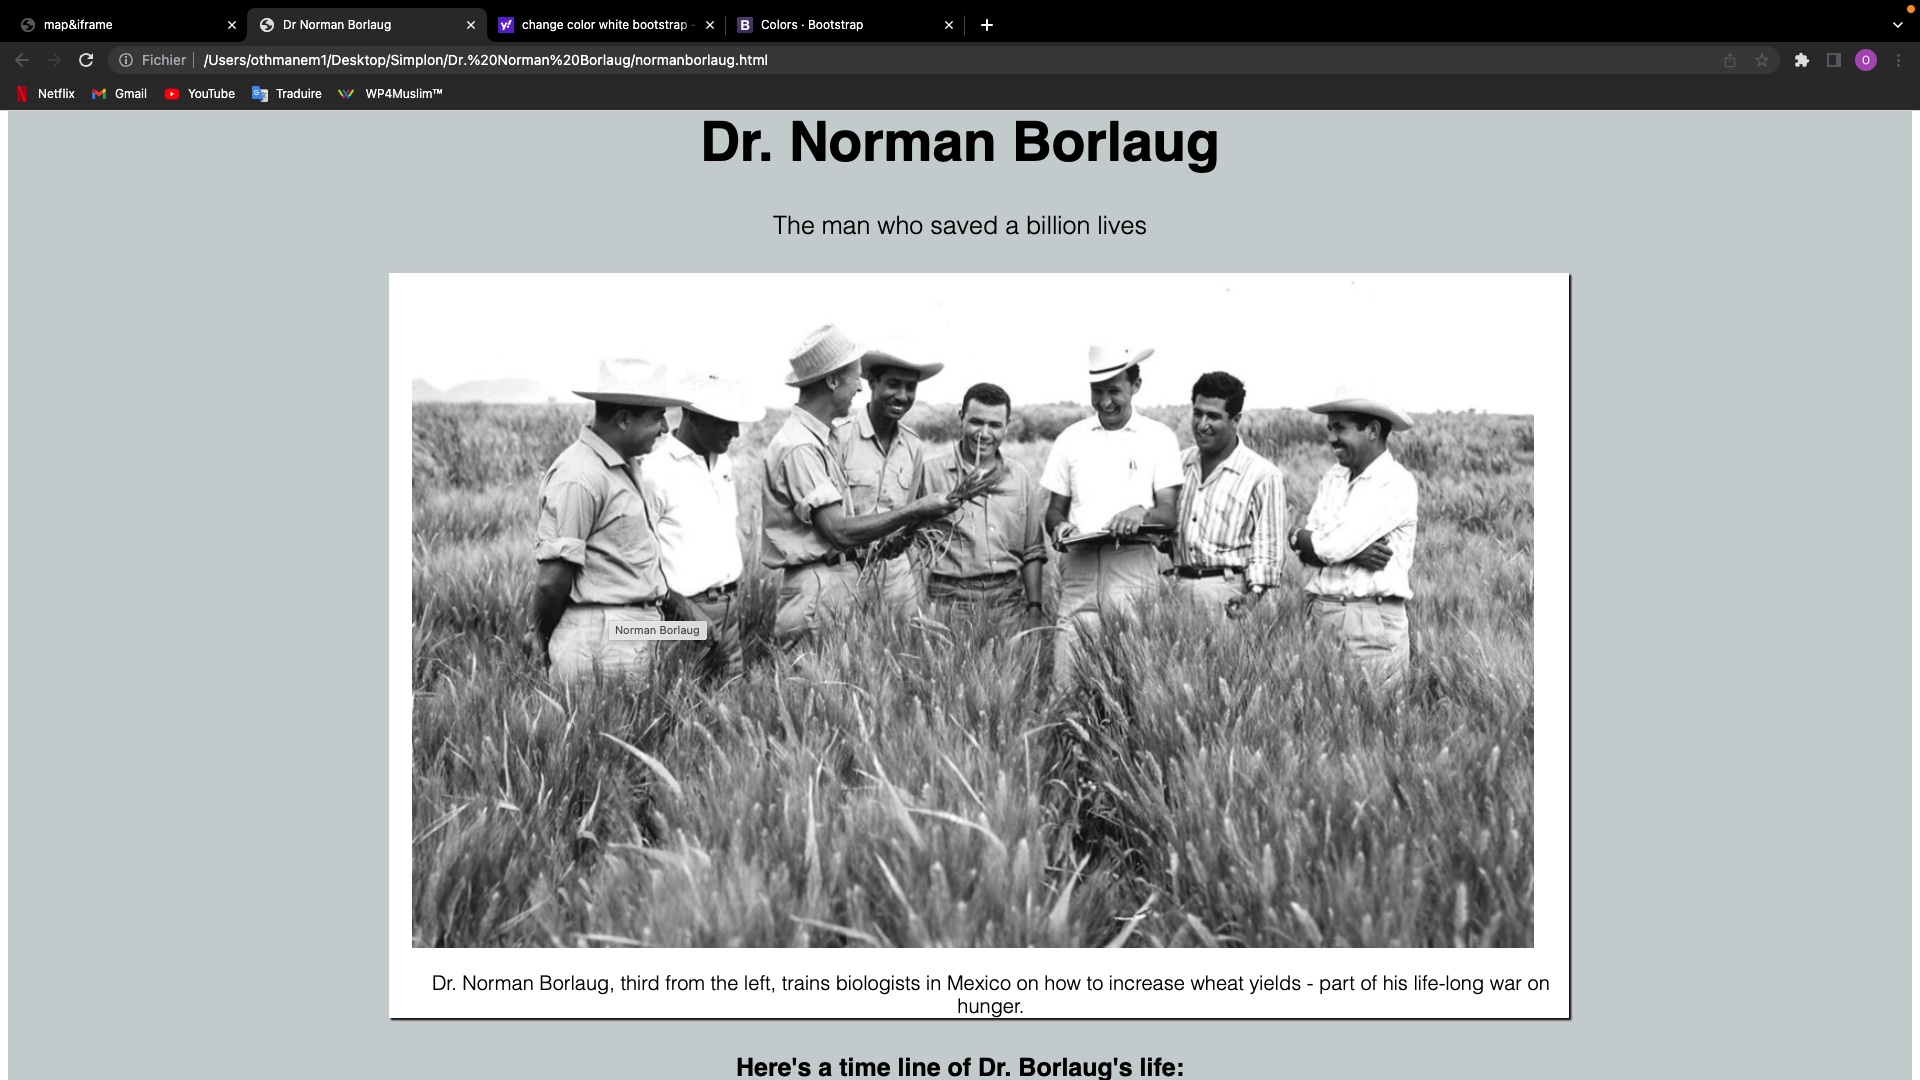 map&iframe
Dr Norman Borlaug
change color white bootstrap -
Colors · Bootstrap
Fichier
/Users/othmanem1/Desktop/Simplon/Dr.%20Norman%20Borlaug/normanborlaug.html
O
Netflix
Gmail
YouTube
Traduire
WP4Muslim™
Dr. Norman Borlaug
The man who saved a billion lives
Norman Borlaug
Dr. Norman Borlaug, third from the left, trains biologists in Mexico on how to increase wheat yields - part of his life-long war on
hunger.
Here's a time line of Dr. Borlaug's life: